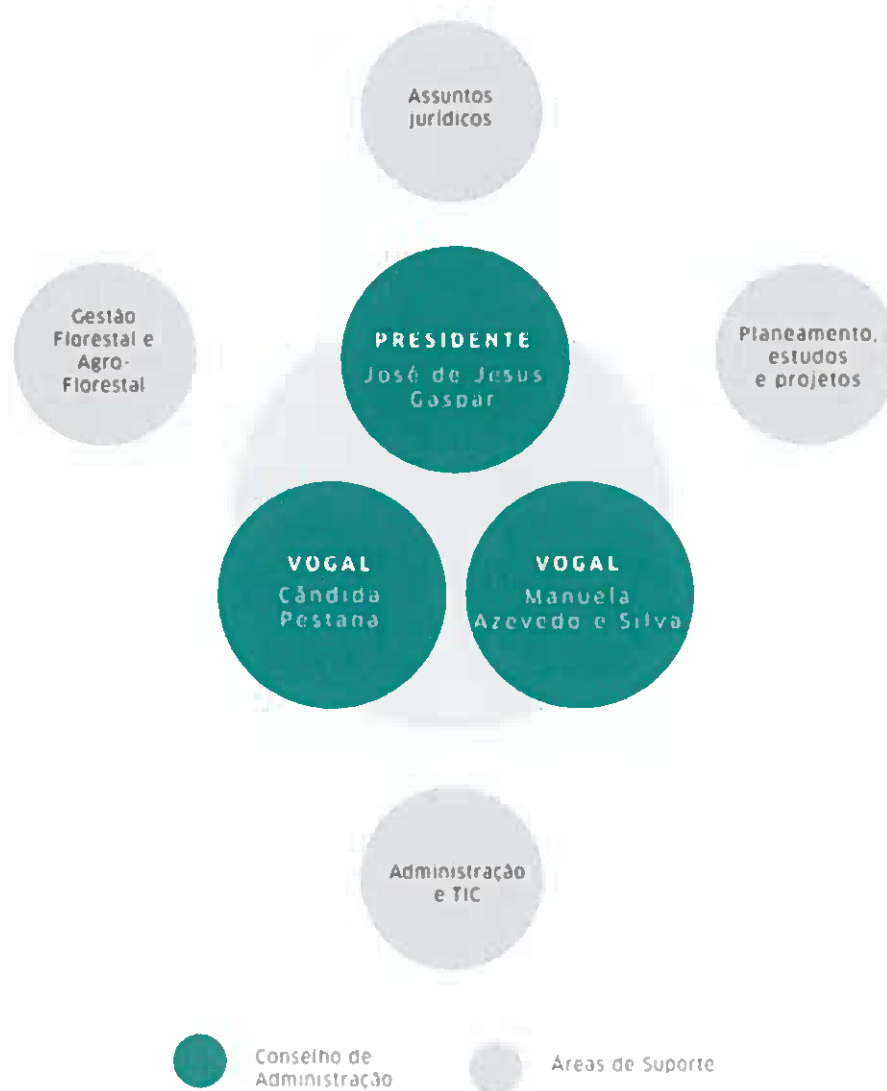 Assuntos
jurídicos
Gestão
Florestal e
Agro-
Florestal
PRESIDENTE
José de Jesus
Gaspar
Planeamento,
estudos
e projetos
VOGAL
Cândida
Pestana
VOGAL
Manuela
Azevedo e Silva
Administração
e TIC
Conselho de
Administração
Areas de Suporte